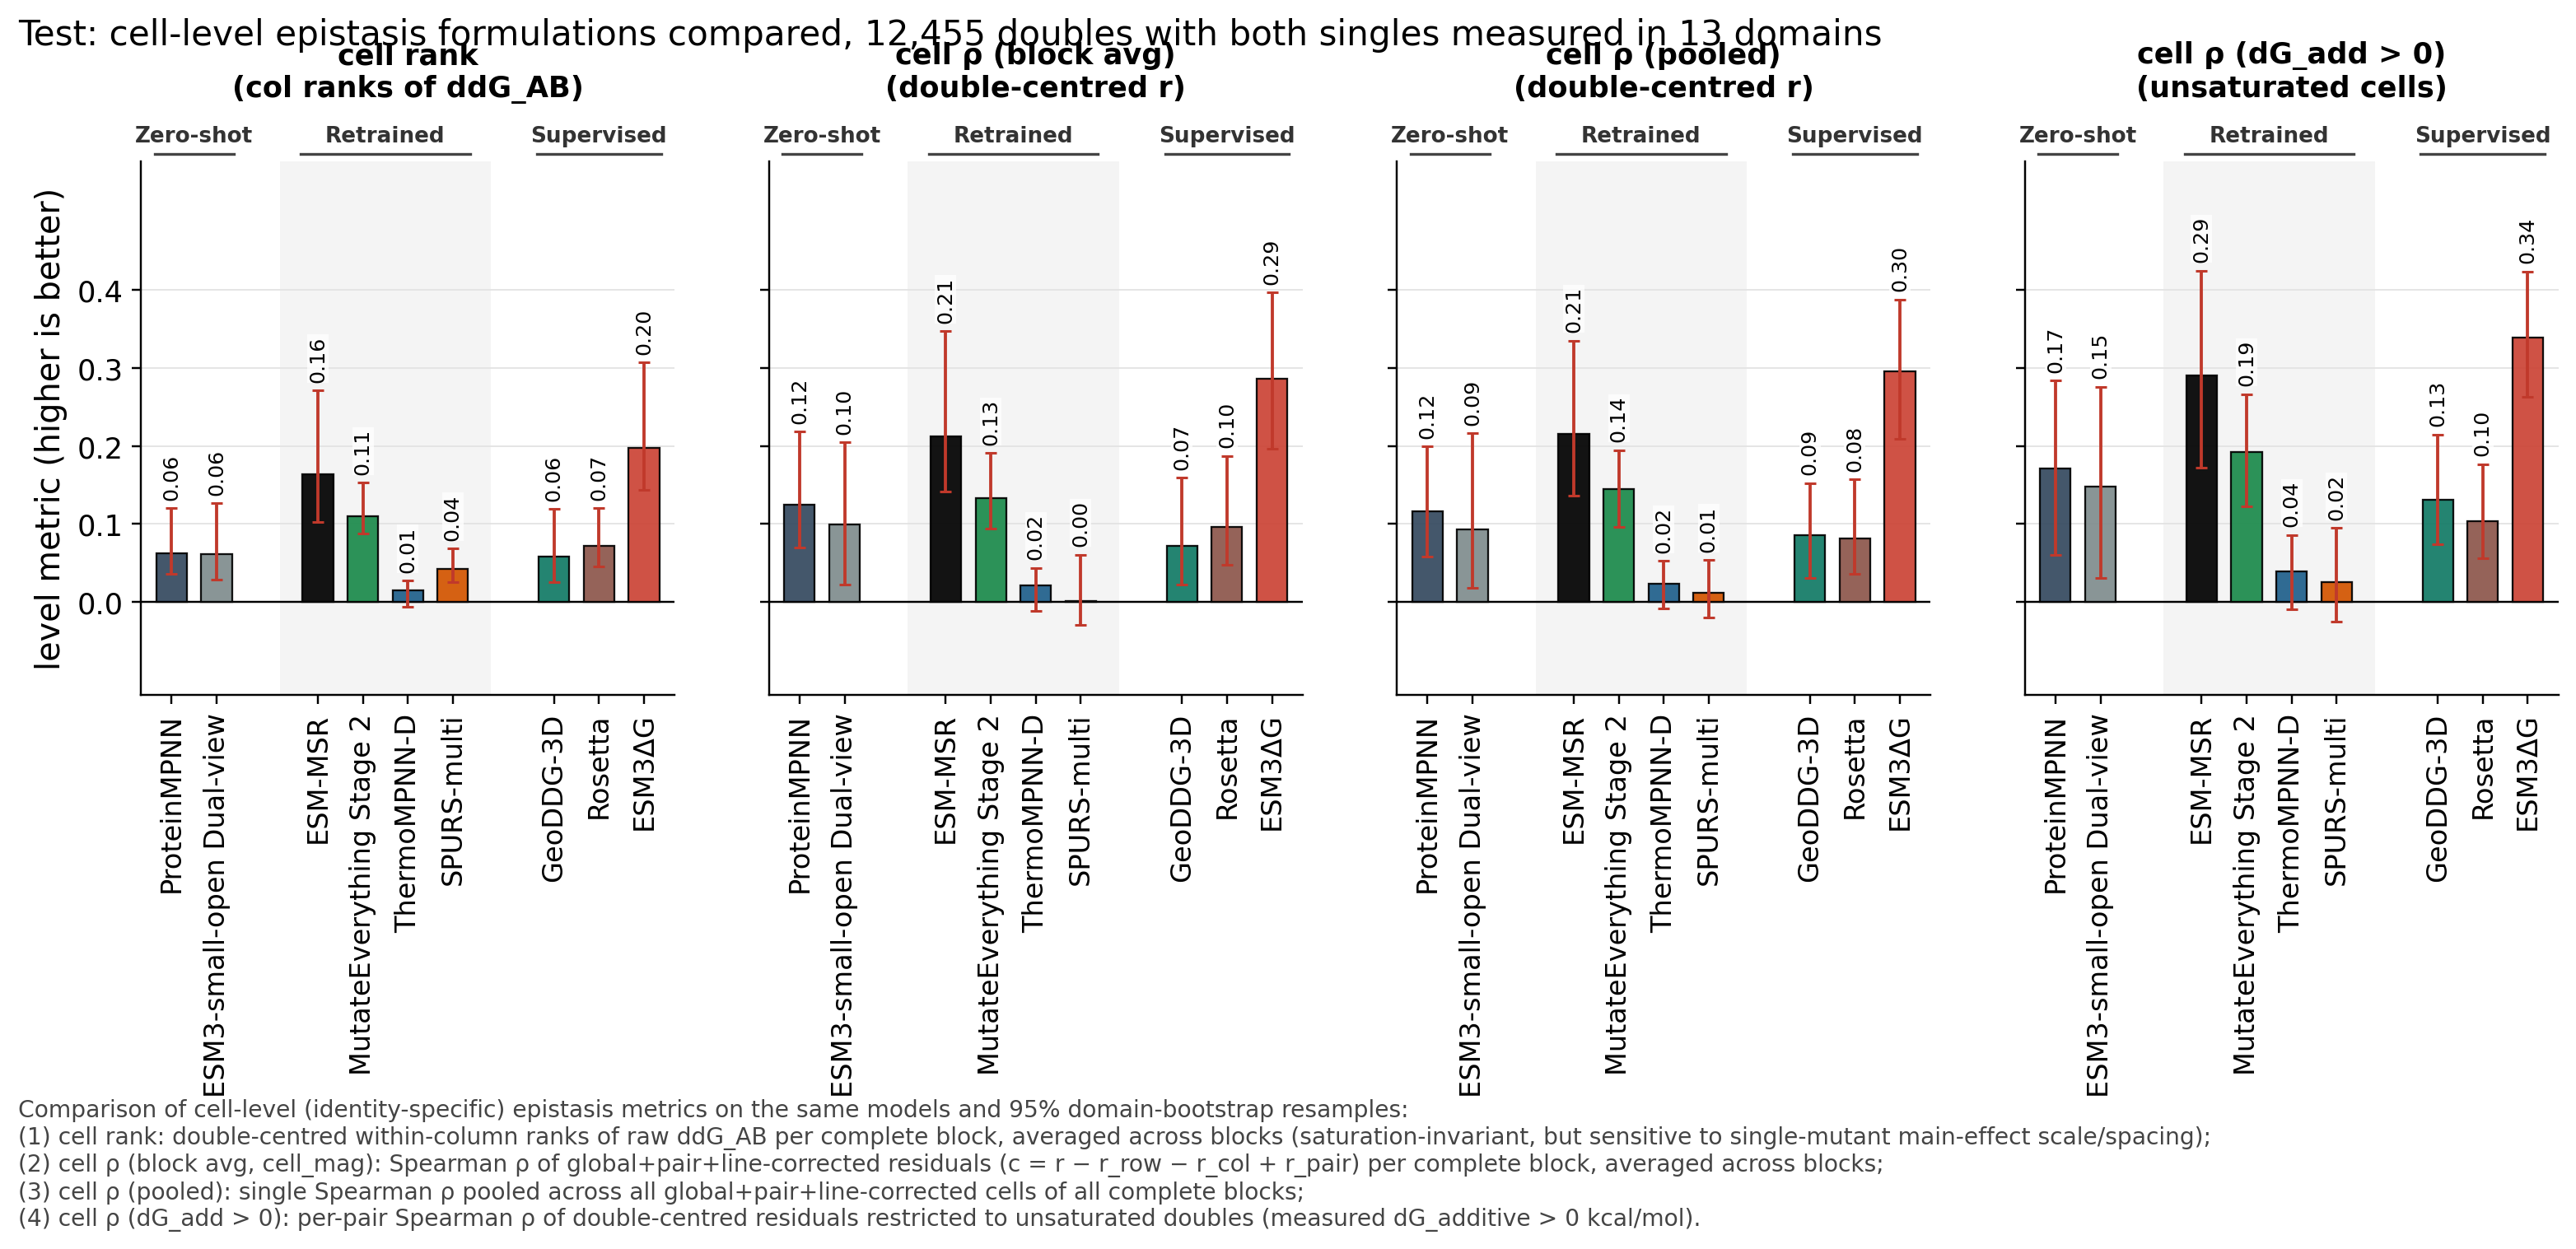 Test: cell-level epistasis formulations compared, 12,455 doubles with both singles measured in 13 domains
cell rank
(col ranks of ddG_AB)
Zero-shot Retrained Supervised
level metric (higher is better)
0.4
0.3
0.2
0.1
0.0
0.06
0.06
0.16
0.11
0.01
0.04
0.06
0.07
0.20
ProteinMPNN
ESM3-small-open Dual-view
ESM-MSR
MutateEverything Stage 2
ThermoMPNN-D
SPURS-multi
GeoDDG-3D
Rosetta
ESM3ΔG
cell ρ (block avg)
(double-centred r)
Zero-shot Retrained Supervised
0.12
0.10
0.21
0.13
0.02
0.00
0.07
0.10
0.29
ProteinMPNN
ESM3-small-open Dual-view
ESM-MSR
MutateEverything Stage 2
ThermoMPNN-D
SPURS-multi
GeoDDG-3D
Rosetta
ESM3ΔG
cell ρ (pooled)
(double-centred r)
Zero-shot Retrained Supervised
0.12
0.09
0.21
0.14
0.02
0.01
0.09
0.08
0.30
ProteinMPNN
ESM3-small-open Dual-view
ESM-MSR
MutateEverything Stage 2
ThermoMPNN-D
SPURS-multi
GeoDDG-3D
Rosetta
ESM3ΔG
cell ρ (dG_add > 0)
(unsaturated cells)
Zero-shot Retrained Supervised
0.17
0.15
0.29
0.19
0.04
0.02
0.13
0.10
0.34
ProteinMPNN
ESM3-small-open Dual-view
ESM-MSR
MutateEverything Stage 2
ThermoMPNN-D
SPURS-multi
GeoDDG-3D
Rosetta
ESM3ΔG
Comparison of cell-level (identity-specific) epistasis metrics on the same models and 95% domain-bootstrap resamples:
(1) cell rank: double-centred within-column ranks of raw ddG_AB per complete block, averaged across blocks (saturation-invariant, but sensitive to single-mutant main-effect scale/spacing);
(2) cell ρ (block avg, cell_mag): Spearman ρ of global+pair+line-corrected residuals (c = r − r_row − r_col + r_pair) per complete block, averaged across blocks;
(3) cell ρ (pooled): single Spearman ρ pooled across all global+pair+line-corrected cells of all complete blocks;
(4) cell ρ (dG_add > 0): per-pair Spearman ρ of double-centred residuals restricted to unsaturated doubles (measured dG_additive > 0 kcal/mol).